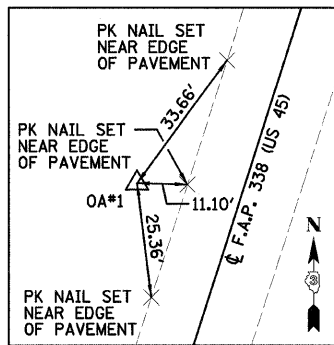 PK NAIL SET
NEAR EDGE
OF PAVEMENT
33.66'
PK NAIL SET
NEAR EDGE
OF PAVEMENT
OA#1
11.10'
25.36'
℄ F.A.P. 338 (US 45)
N
3
PK NAIL SET
NEAR EDGE
OF PAVEMENT